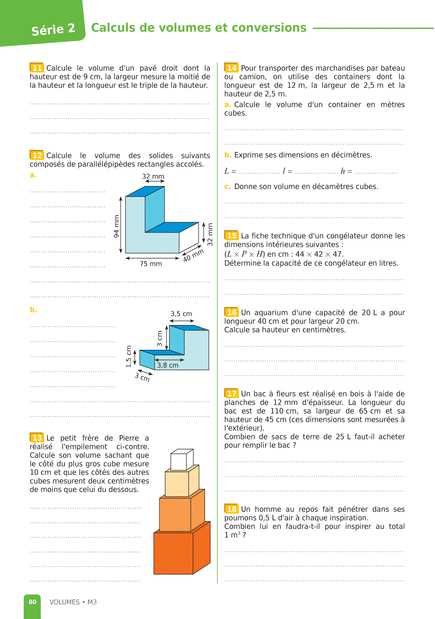 Série 2
Calculs de volumes et conversions
11 Calcule le volume d'un pavé droit dont la
hauteur est de 9 cm, la largeur mesure la moitié de
la hauteur et la longueur est le triple de la hauteur.
12 Calcule le volume des solides suivants
composés de parallélépipèdes rectangles accolés.
a.
32 mm
94 mm
32 mm
40 mm
75 mm
b.
3,5 cm
3 cm
1,5 cm
3,8 cm
3 cm
13 Le petit frère de Pierre a
réalisé l'empilement ci-contre.
Calcule son volume sachant que
le côté du plus gros cube mesure
10 cm et que les côtés des autres
cubes mesurent deux centimètres
de moins que celui du dessous.
14 Pour transporter des marchandises par bateau
ou camion, on utilise des containers dont la
longueur est de 12 m, la largeur de 2,5 m et la
hauteur de 2,5 m.
a. Calcule le volume d'un container en mètres
cubes.
b. Exprime ses dimensions en décimètres.
L = .................. l = .................. h = ..................
c. Donne son volume en décamètres cubes.
15 La fiche technique d'un congélateur donne les
dimensions intérieures suivantes :
(L × P × H) en cm : 44 × 42 × 47.
Détermine la capacité de ce congélateur en litres.
16 Un aquarium d'une capacité de 20 L a pour
longueur 40 cm et pour largeur 20 cm.
Calcule sa hauteur en centimètres.
17 Un bac à fleurs est réalisé en bois à l'aide de
planches de 12 mm d'épaisseur. La longueur du
bac est de 110 cm, sa largeur de 65 cm et sa
hauteur de 45 cm (ces dimensions sont mesurées à
l'extérieur).
Combien de sacs de terre de 25 L faut-il acheter
pour remplir le bac ?
18 Un homme au repos fait pénétrer dans ses
poumons 0,5 L d'air à chaque inspiration.
Combien lui en faudra-t-il pour inspirer au total
1 m³ ?
80 VOLUMES • M3